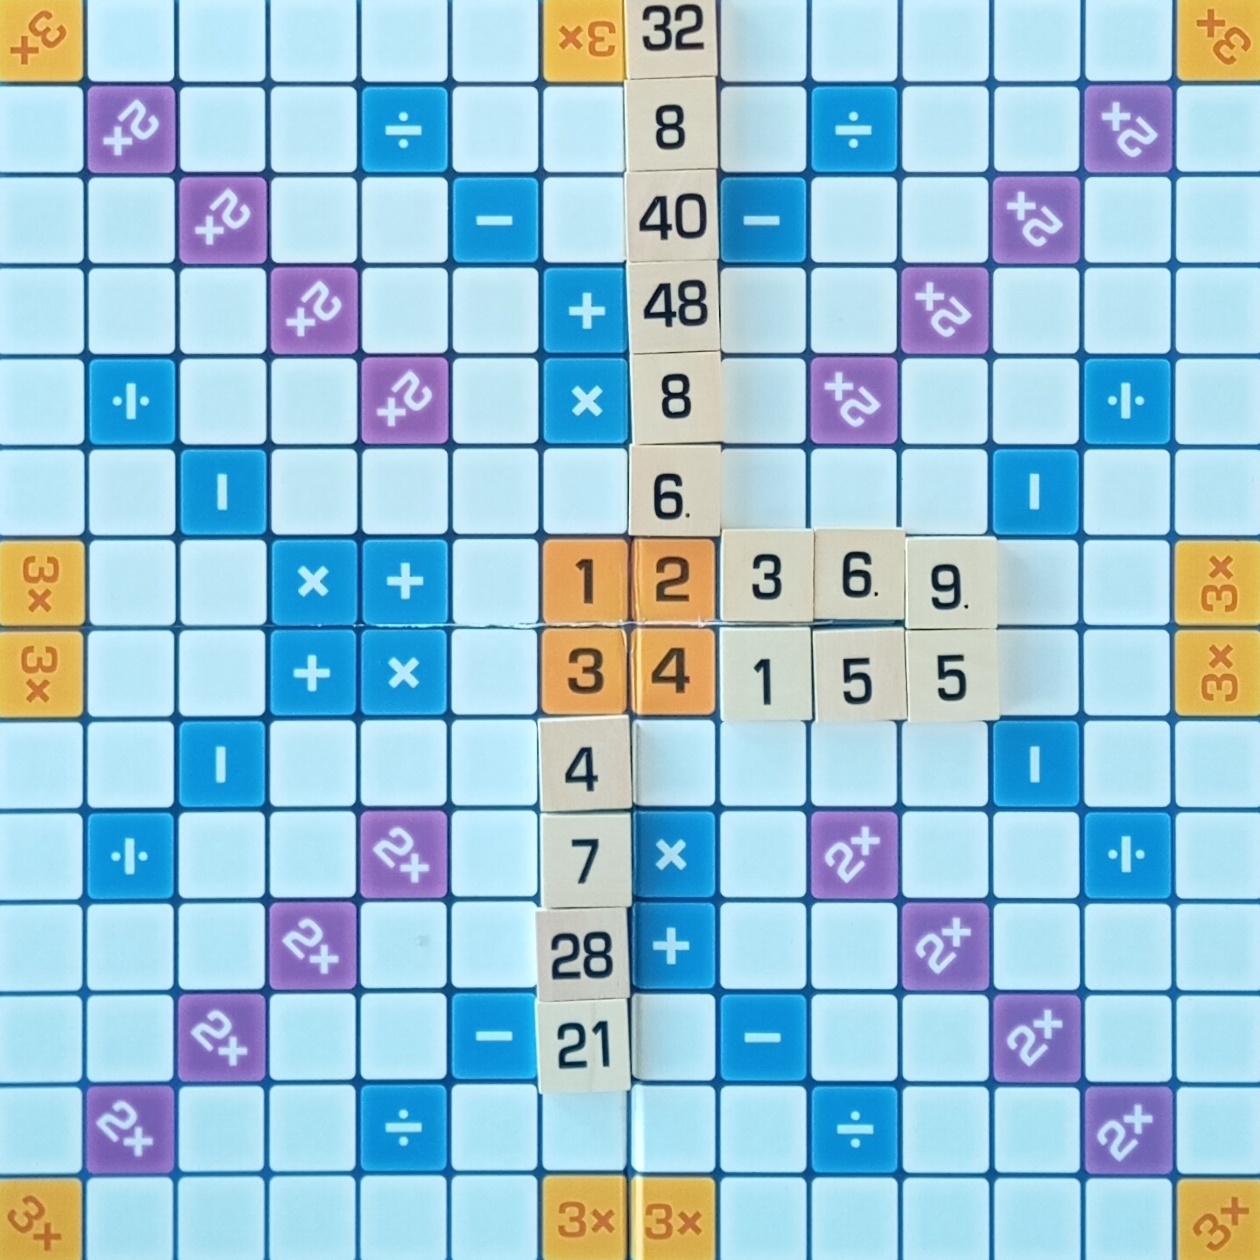 3× 3× 32 3×
2× ÷ 8 ÷ 2×
2× − 40 − 2×
2× + 48 2×
÷ 2× × 8 2× ÷
− 6. −
3× × + 1 2 3 6. 9. 3×
3× + × 3 4 1 5 5 3×
− 4 −
÷ 2× 7 × 2× ÷
2× 28 + 2×
2× − 21 − 2×
2× ÷ ÷ 2×
3× 3× 3× 3×